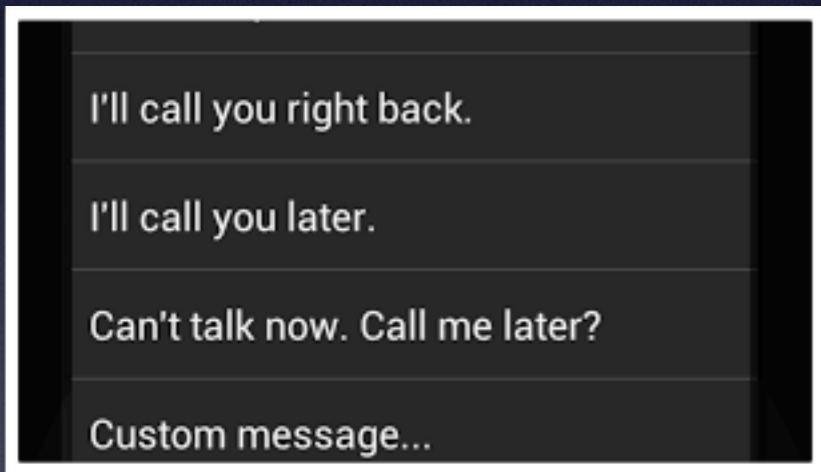 I'll call you right back.
I'll call you later.
Can't talk now. Call me later?
Custom message...